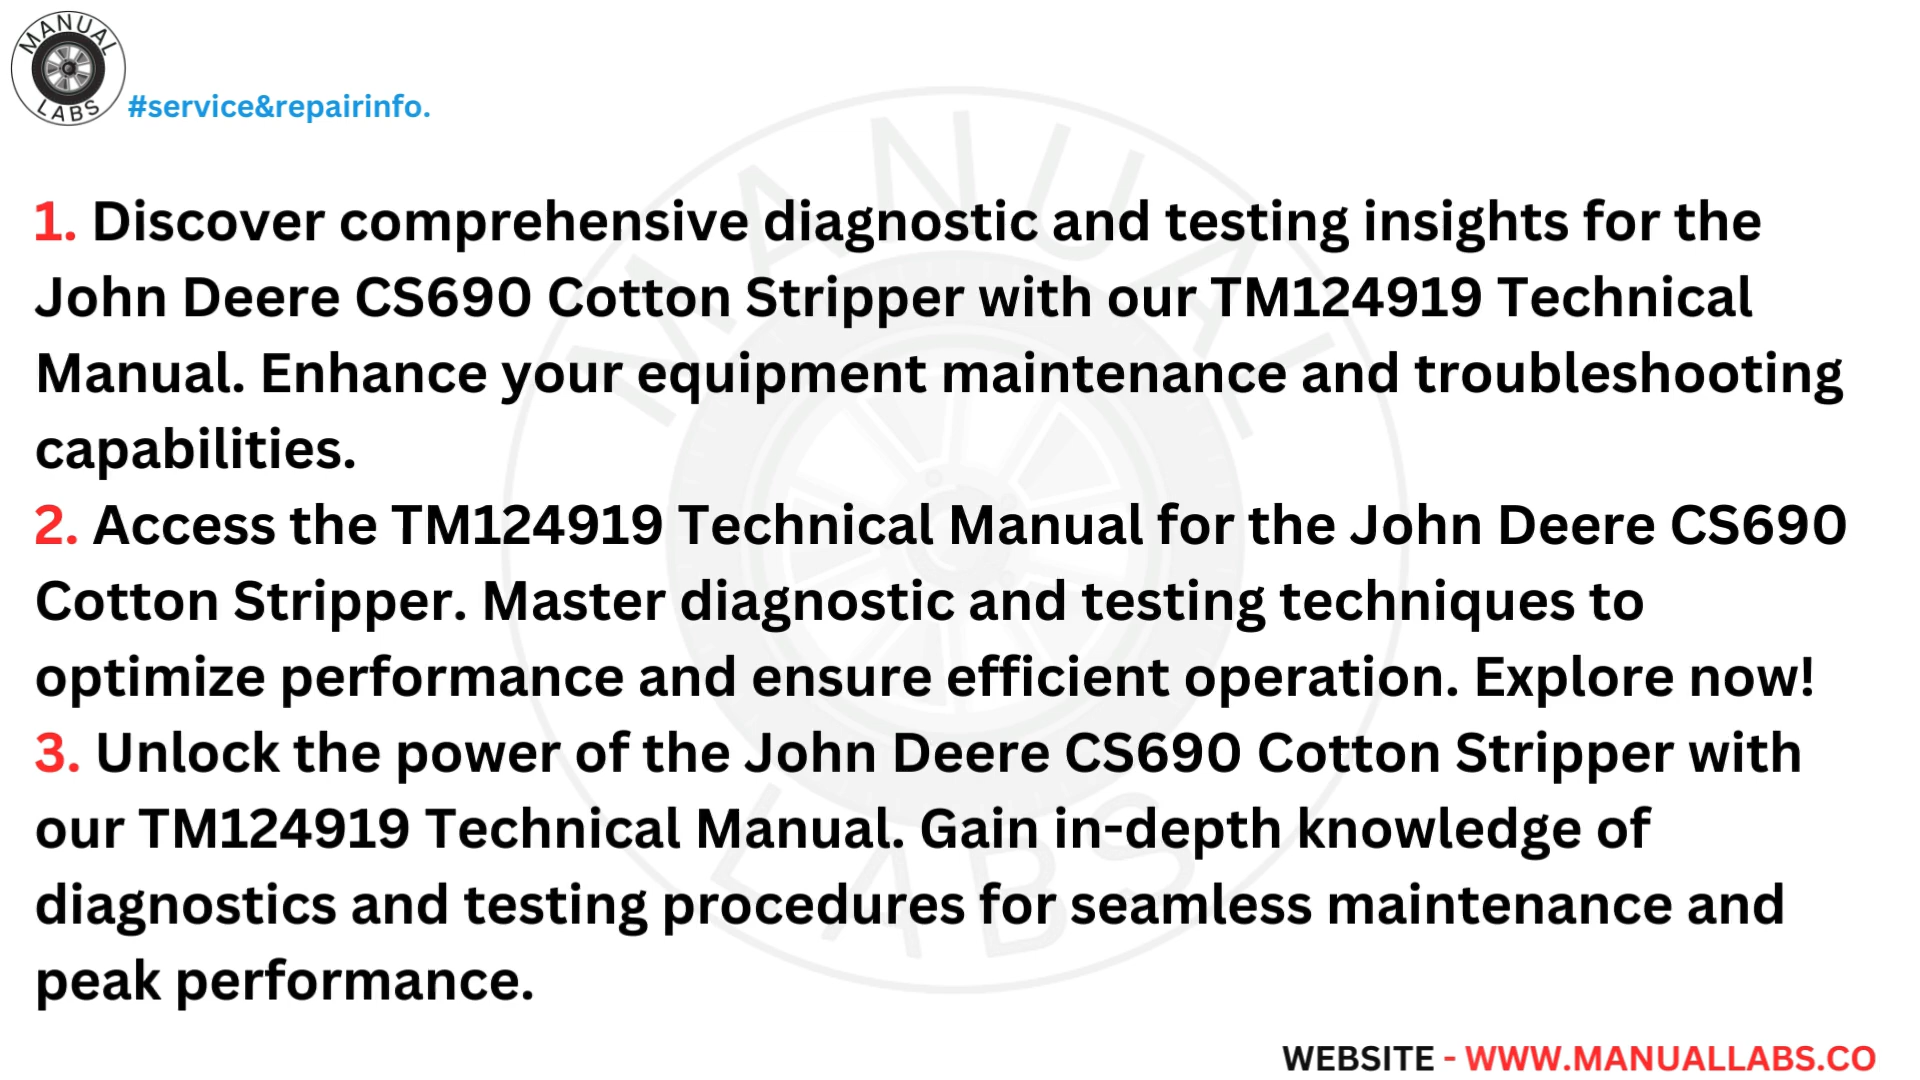 MANUAL
LABS
#service&repairinfo.
1. Discover comprehensive diagnostic and testing insights for the
John Deere CS690 Cotton Stripper with our TM124919 Technical
Manual. Enhance your equipment maintenance and troubleshooting
capabilities.
2. Access the TM124919 Technical Manual for the John Deere CS690
Cotton Stripper. Master diagnostic and testing techniques to
optimize performance and ensure efficient operation. Explore now!
3. Unlock the power of the John Deere CS690 Cotton Stripper with
our TM124919 Technical Manual. Gain in-depth knowledge of
diagnostics and testing procedures for seamless maintenance and
peak performance.
MANUAL
LABS
WEBSITE - WWW.MANUALLABS.CO